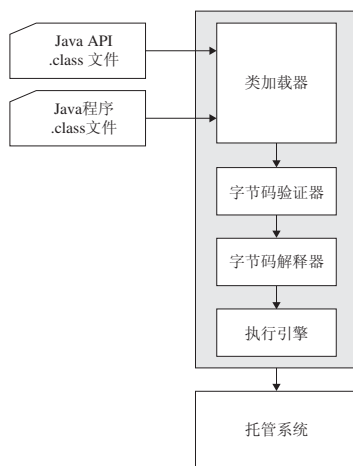 Java API
.class 文件
Java程序
.class文件
类加载器
字节码验证器
字节码解释器
执行引擎
托管系统